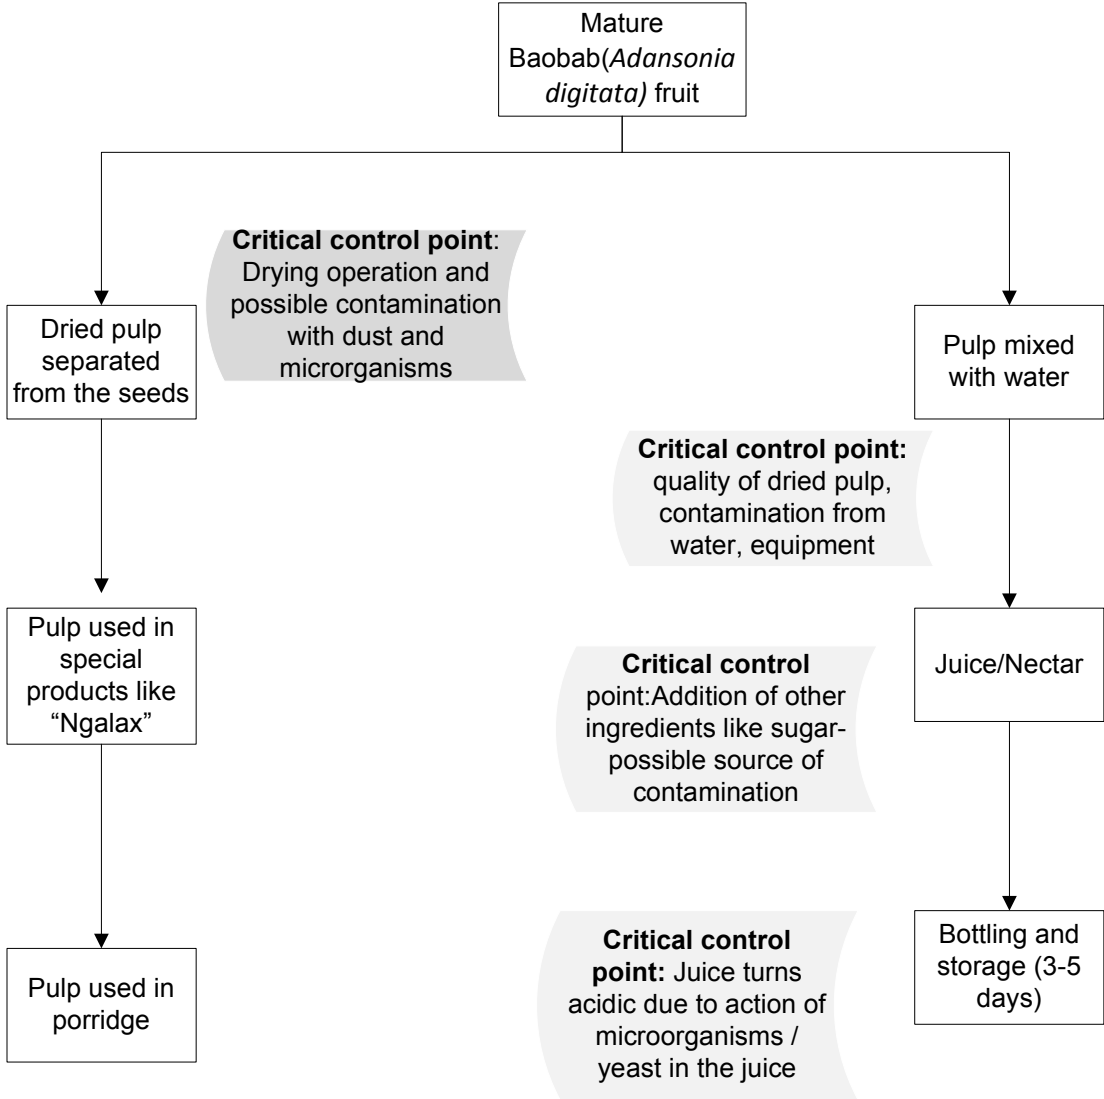 Mature
Baobab(Adansonia
digitata) fruit
Critical control point:
Drying operation and
possible contamination
with dust and
microrganisms
Dried pulp
separated
from the seeds
Pulp mixed
with water
Critical control point:
quality of dried pulp,
contamination from
water, equipment
Pulp used in
special
products like
“Ngalax”
Juice/Nectar
Critical control
point:Addition of other
ingredients like sugar-
possible source of
contamination
Pulp used in
porridge
Critical control
point: Juice turns
acidic due to action of
microorganisms /
yeast in the juice
Bottling and
storage (3-5
days)